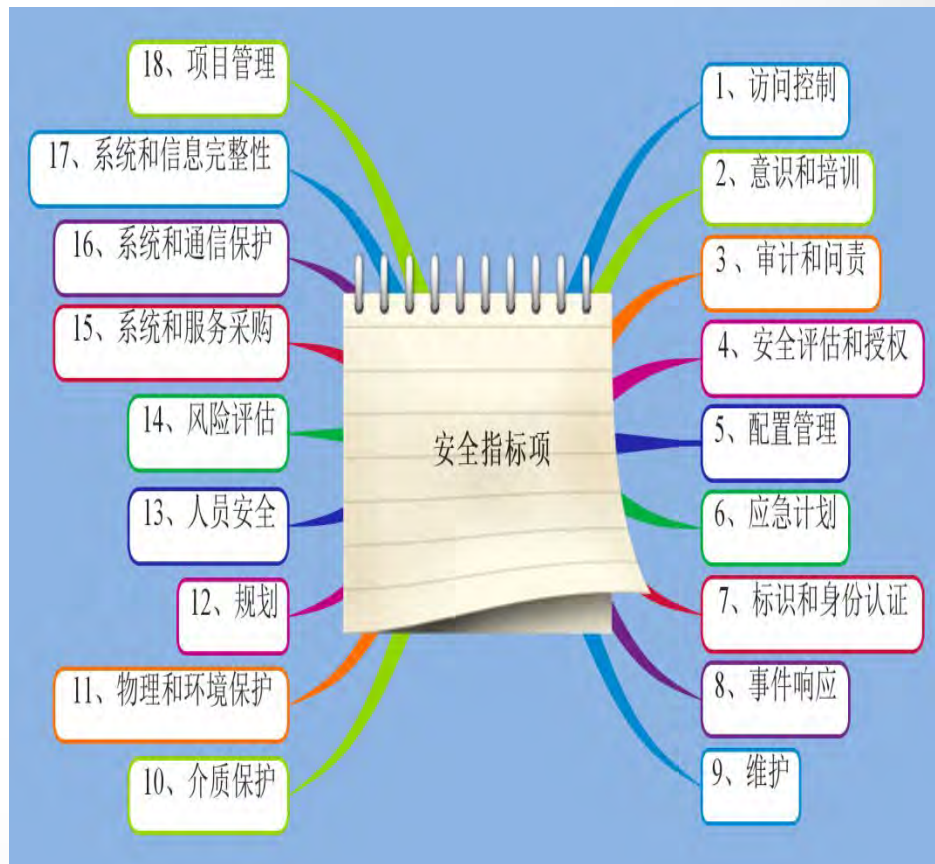 安全指标项
1、访问控制
2、意识和培训
3 、审计和问责
4、安全评估和授权
5、配置管理
6、应急计划
7、标识和身份认证
8、事件响应
9、维护
10、介质保护
11、物理和环境保护
12、规划
13、人员安全
14、风险评估
15、系统和服务采购
16、系统和通信保护
17、系统和信息完整性
18、项目管理